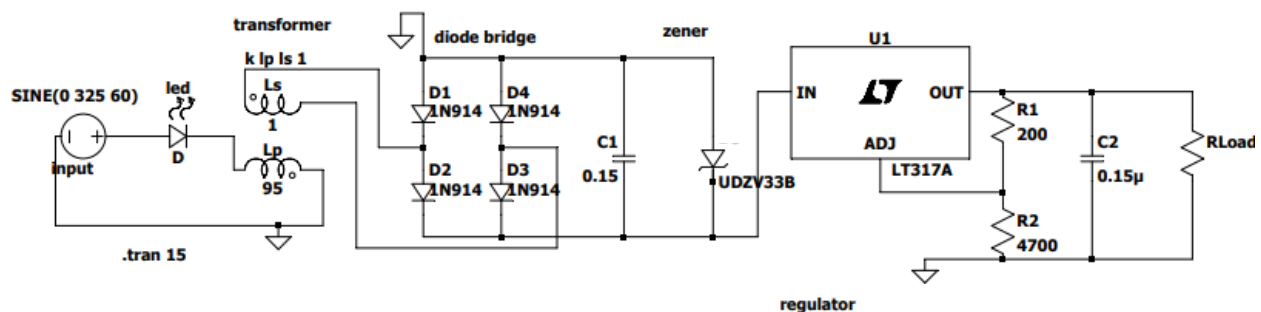 transformer
diode bridge
zener
U1
k lp ls 1
Ls
1
SINE(0 325 60)
led
D
input
Lp
95
D1
1N914
D4
1N914
D2
1N914
D3
1N914
C1
0.15
UDZV33B
IN
OUT
ADJ
LT317A
R1
200
R2
4700
C2
0.15µ
RLoad
.tran 15
regulator